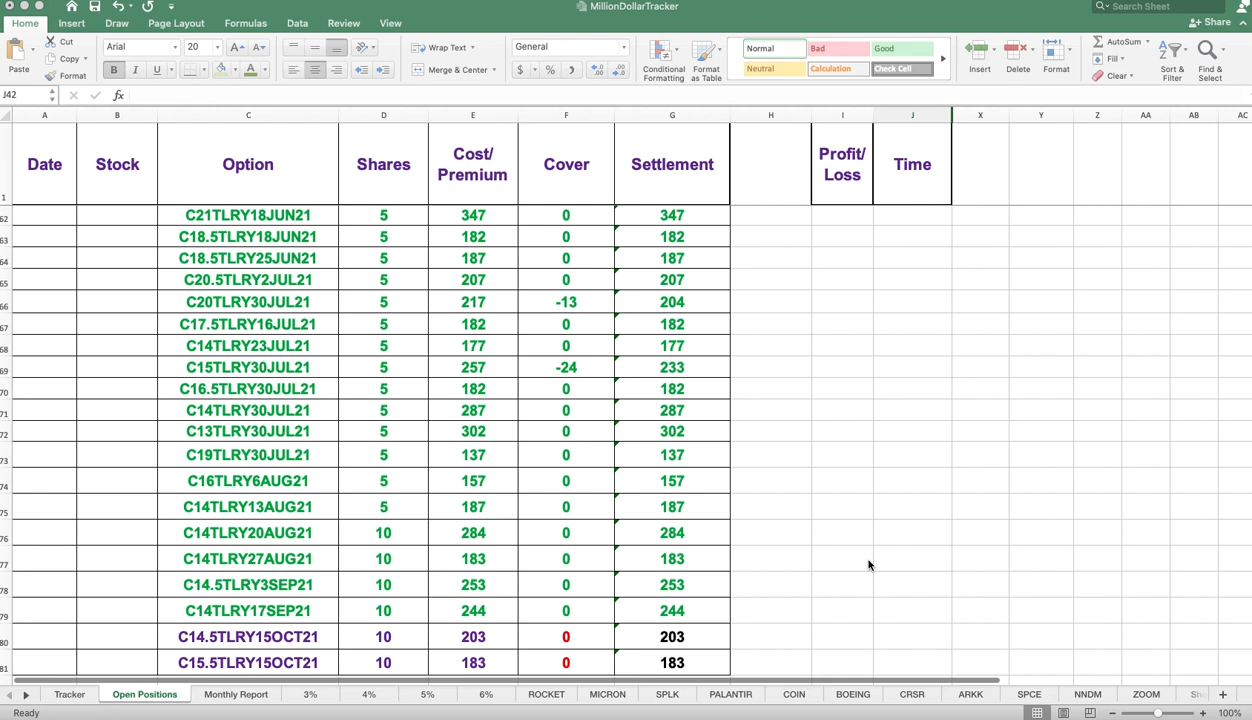 MillionDollarTracker
Search Sheet
Home Insert Draw Page Layout Formulas Data Review View
Share
Paste
Cut
Copy
Format
Arial 20 A A
B I U A
Wrap Text
Merge & Center
General
$ %
Conditional Formatting
Format as Table
Normal Bad Good
Neutral Calculation Check Cell
Insert Delete Format
AutoSum
Fill
Clear
Sort & Filter
Find & Select
J42 fx
A B C D E F G H I J X Y Z AA AB AC
1 Date Stock Option Shares Cost/ Premium Cover Settlement Profit/ Loss Time
62 C21TLRY18JUN21 5 347 0 347
63 C18.5TLRY18JUN21 5 182 0 182
64 C18.5TLRY25JUN21 5 187 0 187
65 C20.5TLRY2JUL21 5 207 0 207
66 C20TLRY30JUL21 5 217 -13 204
67 C17.5TLRY16JUL21 5 182 0 182
68 C14TLRY23JUL21 5 177 0 177
69 C15TLRY30JUL21 5 257 -24 233
70 C16.5TLRY30JUL21 5 182 0 182
71 C14TLRY30JUL21 5 287 0 287
72 C13TLRY30JUL21 5 302 0 302
73 C19TLRY30JUL21 5 137 0 137
74 C16TLRY6AUG21 5 157 0 157
75 C14TLRY13AUG21 5 187 0 187
76 C14TLRY20AUG21 10 284 0 284
77 C14TLRY27AUG21 10 183 0 183
78 C14.5TLRY3SEP21 10 253 0 253
79 C14TLRY17SEP21 10 244 0 244
80 C14.5TLRY15OCT21 10 203 0 203
81 C15.5TLRY15OCT21 10 183 0 183
Tracker Open Positions Monthly Report 3% 4% 5% 6% ROCKET MICRON SPLK PALANTIR COIN BOEING CRSR ARKK SPCE NNDM ZOOM
Ready 100%